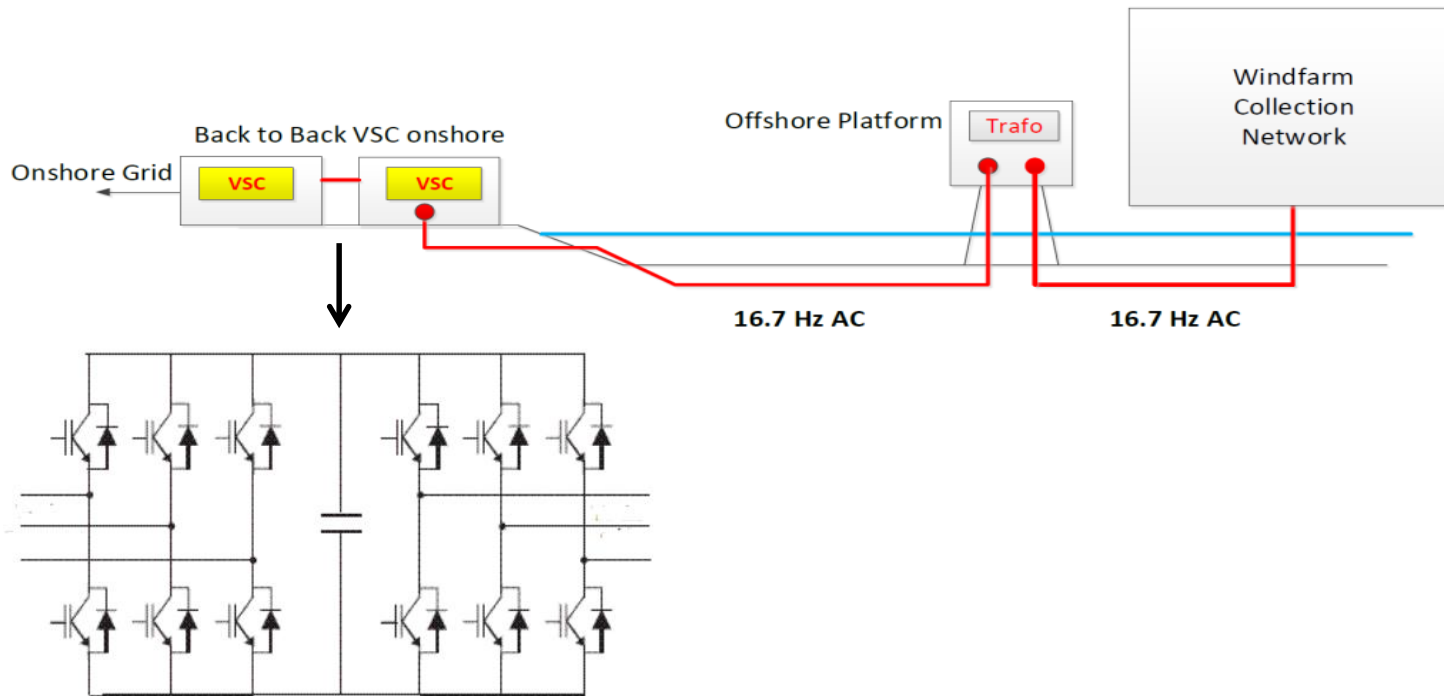 Windfarm
Collection
Network
Offshore Platform
Trafo
Back to Back VSC onshore
Onshore Grid
VSC
VSC
16.7 Hz AC
16.7 Hz AC